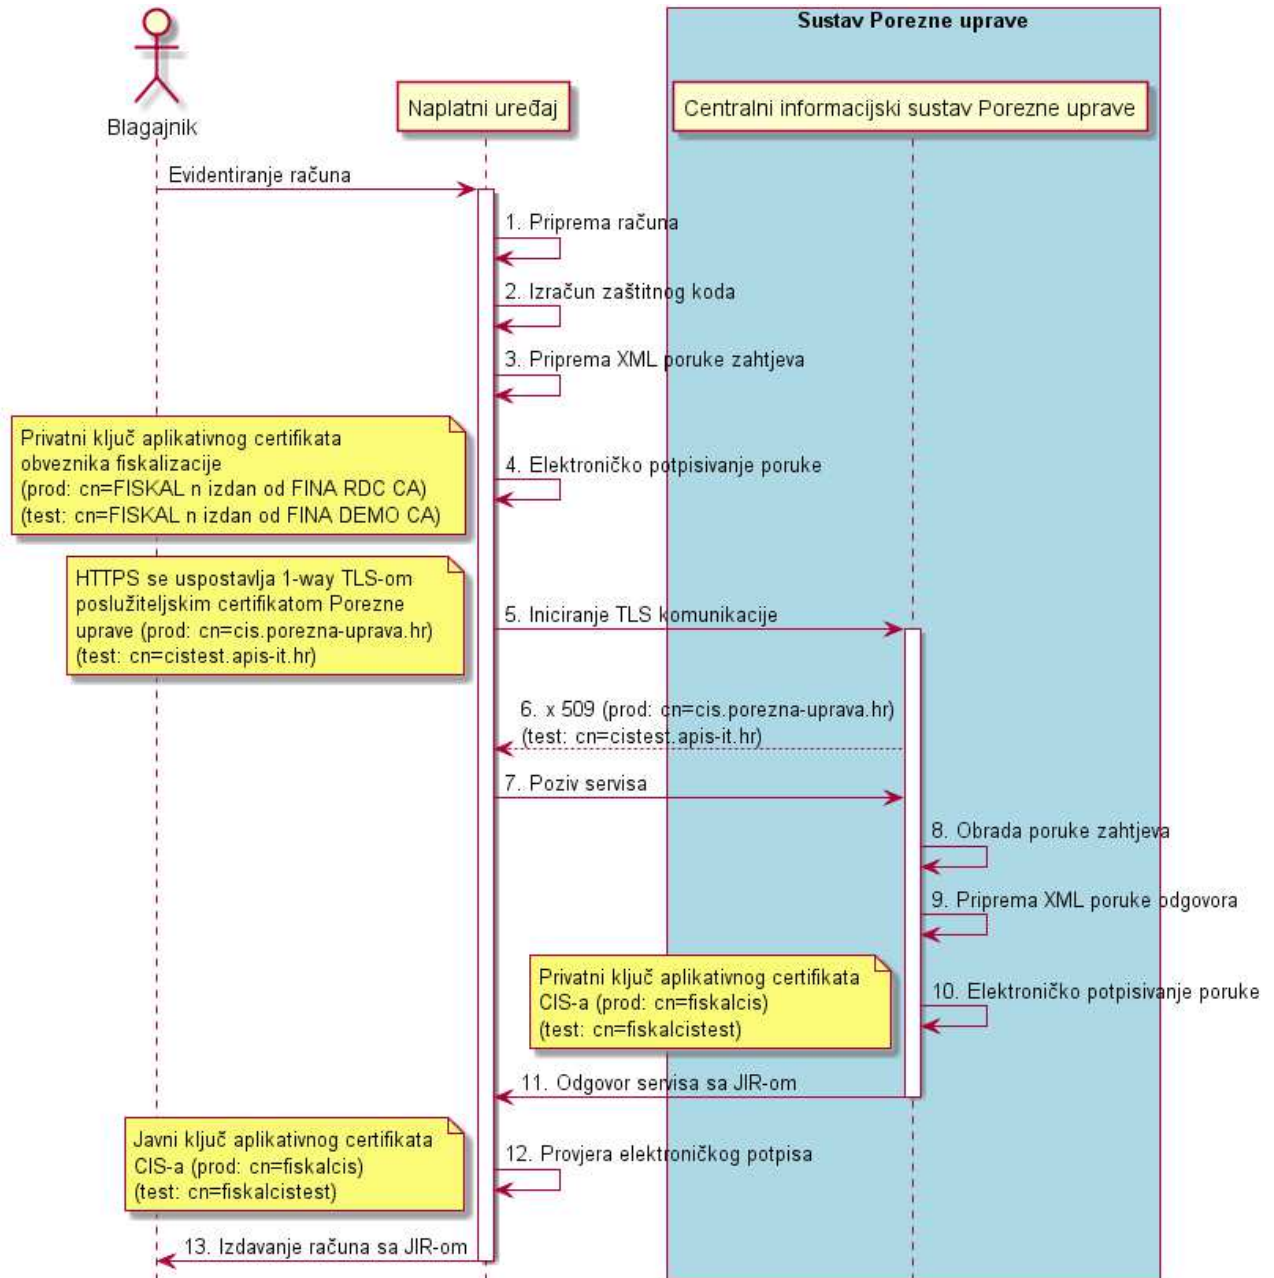 Sustav Porezne uprave
Blagajnik
Naplatni uređaj
Centralni informacijski sustav Porezne uprave
Evidentiranje računa
1. Priprema računa
2. Izračun zaštitnog koda
3. Priprema XML poruke zahtjeva
Privatni ključ aplikativnog certifikata
obveznika fiskalizacije
(prod: cn=FISKAL n izdan od FINA RDC CA)
(test: cn=FISKAL n izdan od FINA DEMO CA)
4. Elektroničko potpisivanje poruke
HTTPS se uspostavlja 1-way TLS-om
poslužiteljskim certifikatom Porezne
uprave (prod: cn=cis.porezna-uprava.hr)
(test: cn=cistest.apis-it.hr)
5. Iniciranje TLS komunikacije
6. x 509 (prod: cn=cis.porezna-uprava.hr)
(test: cn=cistest.apis-it.hr)
7. Poziv servisa
8. Obrada poruke zahtjeva
9. Priprema XML poruke odgovora
Privatni ključ aplikativnog certifikata
CIS-a (prod: cn=fiskalcis)
(test: cn=fiskalcistest)
10. Elektroničko potpisivanje poruke
11. Odgovor servisa sa JIR-om
Javni ključ aplikativnog certifikata
CIS-a (prod: cn=fiskalcis)
(test: cn=fiskalcistest)
12. Provjera elektroničkog potpisa
13. Izdavanje računa sa JIR-om